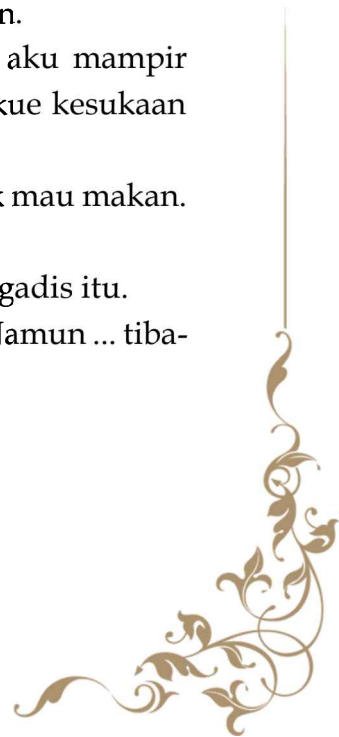 n.
aku mampir
kue kesukaan
k mau makan.
gadis itu.
Namun ... tiba-